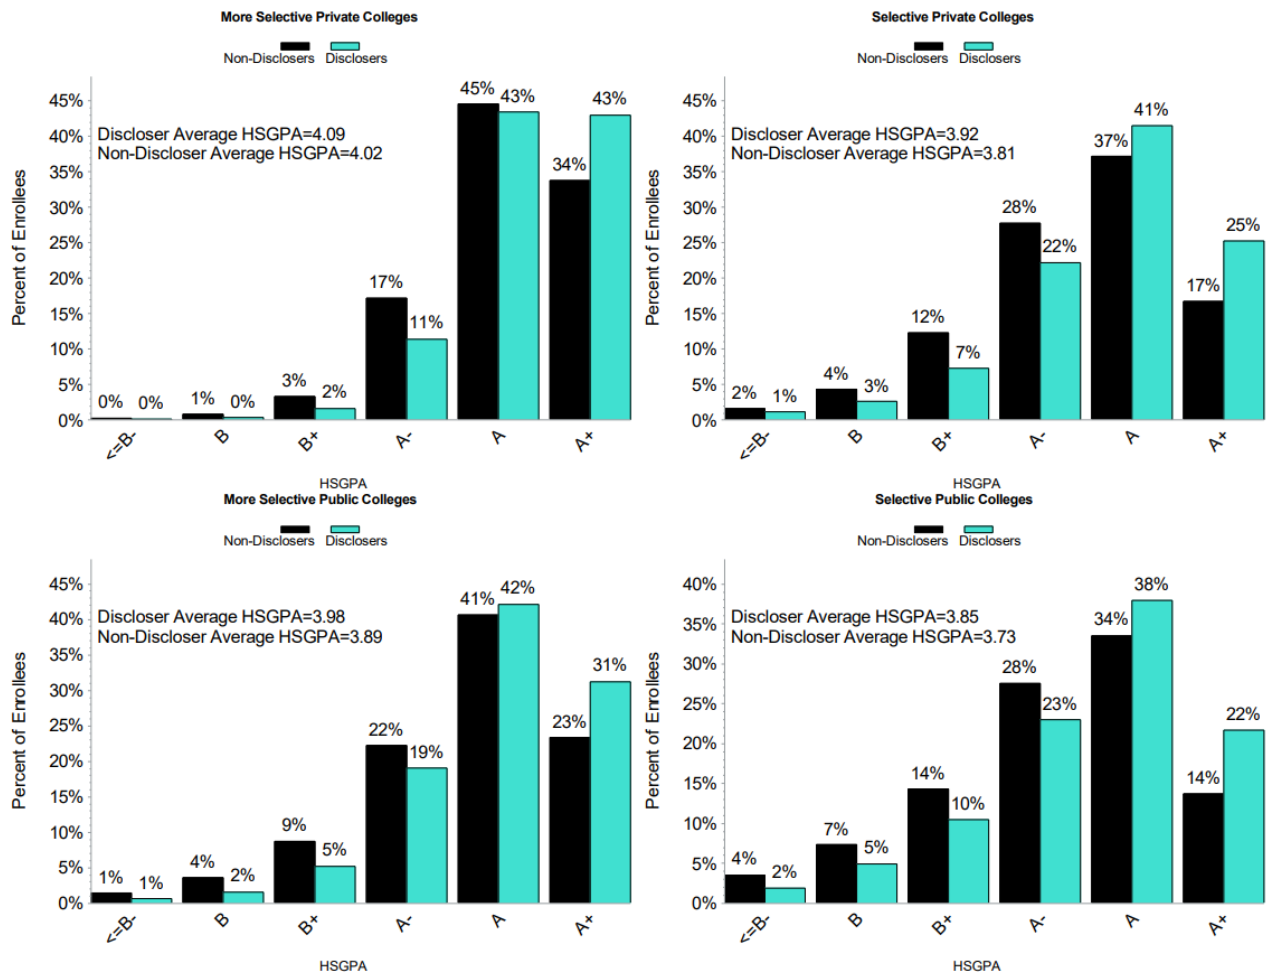 More Selective Private Colleges
Non-Disclosers Disclosers
Percent of Enrollees
45%
40%
35%
30%
25%
20%
15%
10%
5%
0%
Discloser Average HSGPA=4.09
Non-Discloser Average HSGPA=4.02
0% 0%
1% 0%
3% 2%
17% 11%
45% 43%
34% 43%
<=B- B B+ A- A A+
HSGPA
Selective Private Colleges
Non-Disclosers Disclosers
Percent of Enrollees
45%
40%
35%
30%
25%
20%
15%
10%
5%
0%
Discloser Average HSGPA=3.92
Non-Discloser Average HSGPA=3.81
2% 1%
4% 3%
12% 7%
28% 22%
37% 41%
17% 25%
<=B- B B+ A- A A+
HSGPA
More Selective Public Colleges
Non-Disclosers Disclosers
Percent of Enrollees
45%
40%
35%
30%
25%
20%
15%
10%
5%
0%
Discloser Average HSGPA=3.98
Non-Discloser Average HSGPA=3.89
1% 1%
4% 2%
9% 5%
22% 19%
41% 42%
23% 31%
<=B- B B+ A- A A+
HSGPA
Selective Public Colleges
Non-Disclosers Disclosers
Percent of Enrollees
40%
35%
30%
25%
20%
15%
10%
5%
0%
Discloser Average HSGPA=3.85
Non-Discloser Average HSGPA=3.73
4% 2%
7% 5%
14% 10%
28% 23%
34% 38%
14% 22%
<=B- B B+ A- A A+
HSGPA